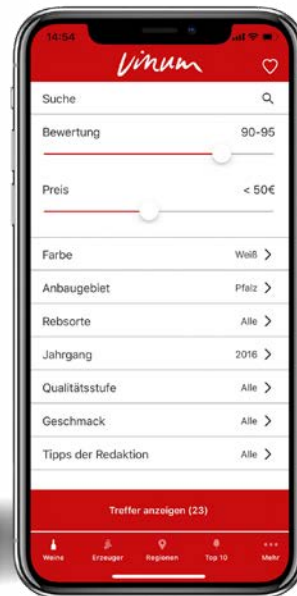 14:54
Vinum
Suche
Bewertung 90-95
Preis < 50€
Farbe Weiß
Anbaugebiet Pfalz
Rebsorte Alle
Jahrgang 2016
Qualitätsstufe Alle
Geschmack Alle
Tipps der Redaktion Alle
Treffer anzeigen (23)
Weine Erzeuger Regionen Top 10 Mehr